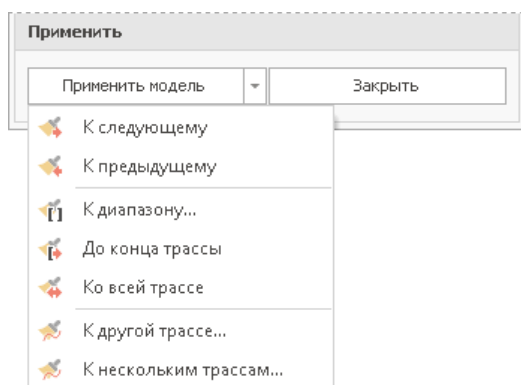 Применить
Применить модель Закрыть
К следующему
К предыдущему
К диапазону...
До конца трассы
Ко всей трассе
К другой трассе...
К нескольким трассам...